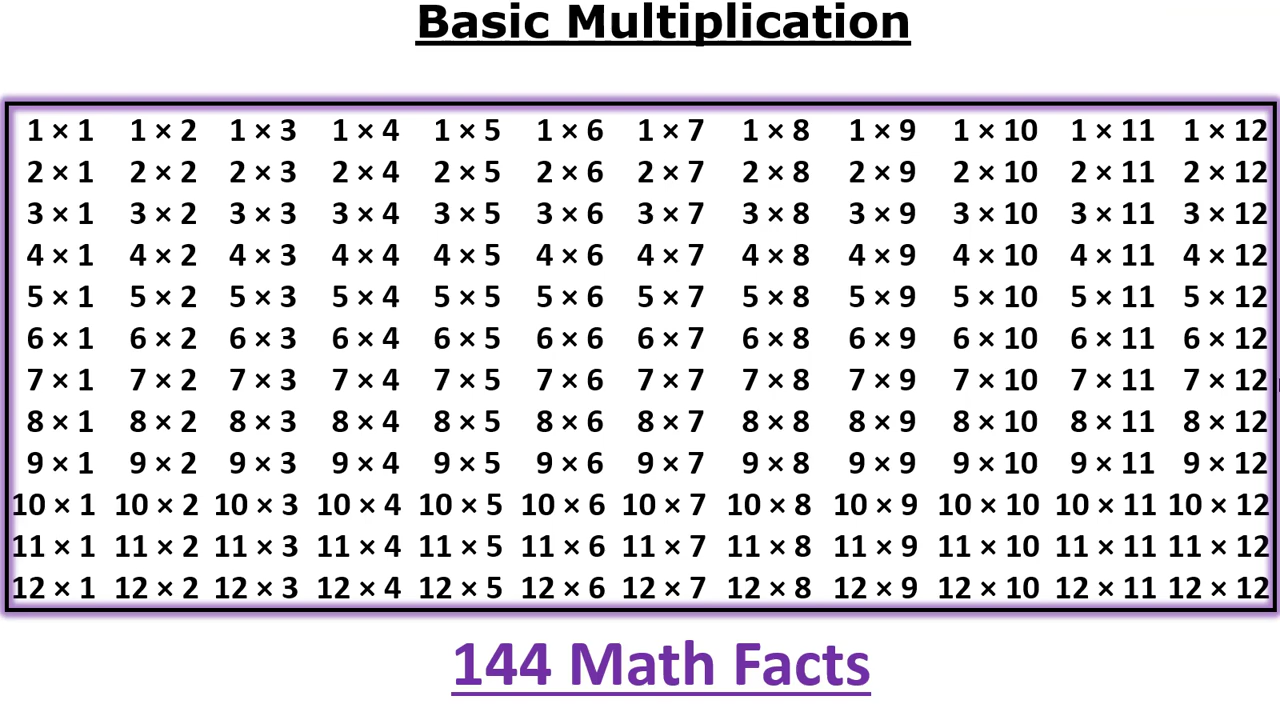 Basic Multiplication
1 × 1 1 × 2 1 × 3 1 × 4 1 × 5 1 × 6 1 × 7 1 × 8 1 × 9 1 × 10 1 × 11 1 × 12
2 × 1 2 × 2 2 × 3 2 × 4 2 × 5 2 × 6 2 × 7 2 × 8 2 × 9 2 × 10 2 × 11 2 × 12
3 × 1 3 × 2 3 × 3 3 × 4 3 × 5 3 × 6 3 × 7 3 × 8 3 × 9 3 × 10 3 × 11 3 × 12
4 × 1 4 × 2 4 × 3 4 × 4 4 × 5 4 × 6 4 × 7 4 × 8 4 × 9 4 × 10 4 × 11 4 × 12
5 × 1 5 × 2 5 × 3 5 × 4 5 × 5 5 × 6 5 × 7 5 × 8 5 × 9 5 × 10 5 × 11 5 × 12
6 × 1 6 × 2 6 × 3 6 × 4 6 × 5 6 × 6 6 × 7 6 × 8 6 × 9 6 × 10 6 × 11 6 × 12
7 × 1 7 × 2 7 × 3 7 × 4 7 × 5 7 × 6 7 × 7 7 × 8 7 × 9 7 × 10 7 × 11 7 × 12
8 × 1 8 × 2 8 × 3 8 × 4 8 × 5 8 × 6 8 × 7 8 × 8 8 × 9 8 × 10 8 × 11 8 × 12
9 × 1 9 × 2 9 × 3 9 × 4 9 × 5 9 × 6 9 × 7 9 × 8 9 × 9 9 × 10 9 × 11 9 × 12
10 × 1 10 × 2 10 × 3 10 × 4 10 × 5 10 × 6 10 × 7 10 × 8 10 × 9 10 × 10 10 × 11 10 × 12
11 × 1 11 × 2 11 × 3 11 × 4 11 × 5 11 × 6 11 × 7 11 × 8 11 × 9 11 × 10 11 × 11 11 × 12
12 × 1 12 × 2 12 × 3 12 × 4 12 × 5 12 × 6 12 × 7 12 × 8 12 × 9 12 × 10 12 × 11 12 × 12
144 Math Facts